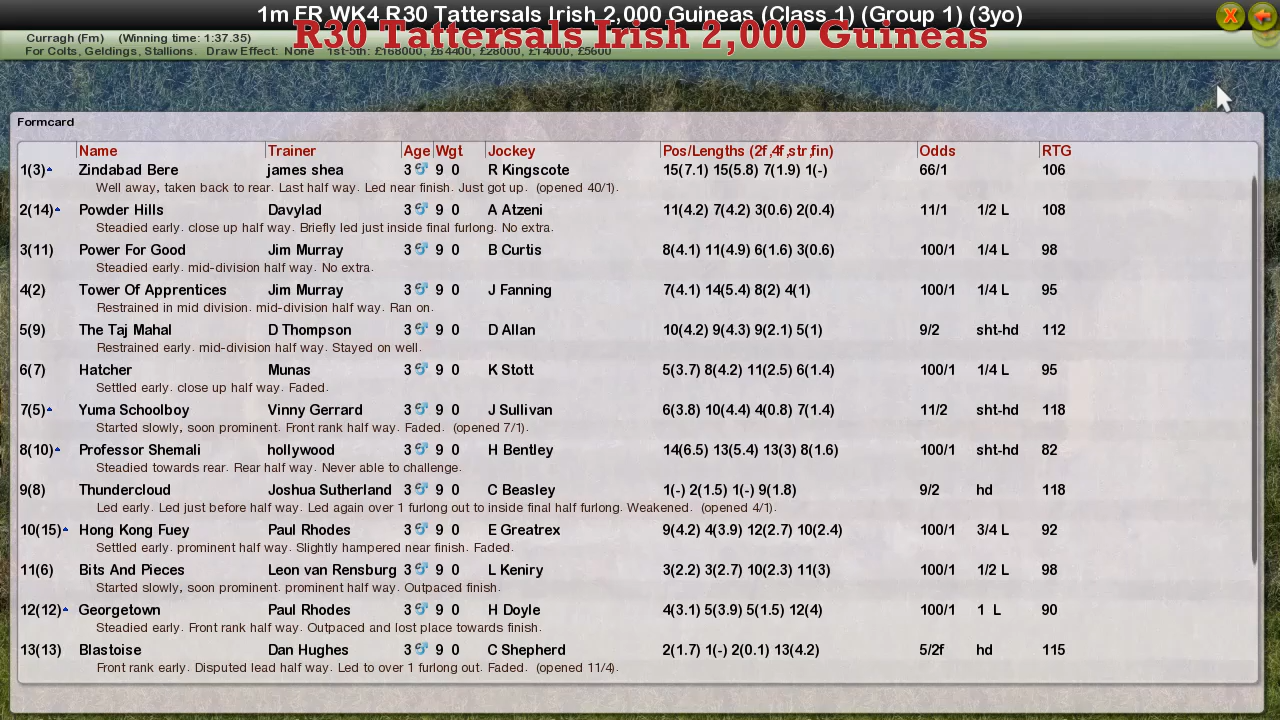 1m FR WK4 R30 Tattersals Irish 2,000 Guineas (Class 1) (Group 1) (3yo)
R30 Tattersals Irish 2,000 Guineas
Curragh (Fm) (Winning time: 1:37.35)
For Colts, Geldings, Stallions. Draw Effect: None 1st-5th: £168000, £64400, £28000, £14000, £5600
Formcard
Name Trainer Age Wgt Jockey Pos/Lengths (2f,4f,str,fin) Odds RTG
1(3) Zindabad Bere james shea 3 9 0 R Kingscote 15(7.1) 15(5.8) 7(1.9) 1(-) 66/1 106
Well away, taken back to rear. Last half way. Led near finish. Just got up. (opened 40/1).
2(14) Powder Hills Davylad 3 9 0 A Atzeni 11(4.2) 7(4.2) 3(0.6) 2(0.4) 11/1 1/2 L 108
Steadied early. close up half way. Briefly led just inside final furlong. No extra.
3(11) Power For Good Jim Murray 3 9 0 B Curtis 8(4.1) 11(4.9) 6(1.6) 3(0.6) 100/1 1/4 L 98
Steadied early. mid-division half way. No extra.
4(2) Tower Of Apprentices Jim Murray 3 9 0 J Fanning 7(4.1) 14(5.4) 8(2) 4(1) 100/1 1/4 L 95
Restrained in mid division. mid-division half way. Ran on.
5(9) The Taj Mahal D Thompson 3 9 0 D Allan 10(4.2) 9(4.3) 9(2.1) 5(1) 9/2 sht-hd 112
Restrained early. mid-division half way. Stayed on well.
6(7) Hatcher Munas 3 9 0 K Stott 5(3.7) 8(4.2) 11(2.5) 6(1.4) 100/1 1/4 L 95
Settled early. close up half way. Faded.
7(5) Yuma Schoolboy Vinny Gerrard 3 9 0 J Sullivan 6(3.8) 10(4.4) 4(0.8) 7(1.4) 11/2 sht-hd 118
Started slowly, soon prominent. Front rank half way. Faded. (opened 7/1).
8(10) Professor Shemali hollywood 3 9 0 H Bentley 14(6.5) 13(5.4) 13(3) 8(1.6) 100/1 sht-hd 82
Steadied towards rear. Rear half way. Never able to challenge.
9(8) Thundercloud Joshua Sutherland 3 9 0 C Beasley 1(-) 2(1.5) 1(-) 9(1.8) 9/2 hd 118
Led early. Led just before half way. Led again over 1 furlong out to inside final half furlong. Weakened. (opened 4/1).
10(15) Hong Kong Fuey Paul Rhodes 3 9 0 E Greatrex 9(4.2) 4(3.9) 12(2.7) 10(2.4) 100/1 3/4 L 92
Settled early. prominent half way. Slightly hampered near finish. Faded.
11(6) Bits And Pieces Leon van Rensburg 3 9 0 L Keniry 3(2.2) 3(2.7) 10(2.3) 11(3) 100/1 1/2 L 98
Started slowly, soon prominent. prominent half way. Outpaced finish.
12(12) Georgetown Paul Rhodes 3 9 0 H Doyle 4(3.1) 5(3.9) 5(1.5) 12(4) 100/1 1 L 90
Steadied early. Front rank half way. Outpaced and lost place towards finish.
13(13) Blastoise Dan Hughes 3 9 0 C Shepherd 2(1.7) 1(-) 2(0.1) 13(4.2) 5/2f hd 115
Front rank early. Disputed lead half way. Led to over 1 furlong out. Faded. (opened 11/4).